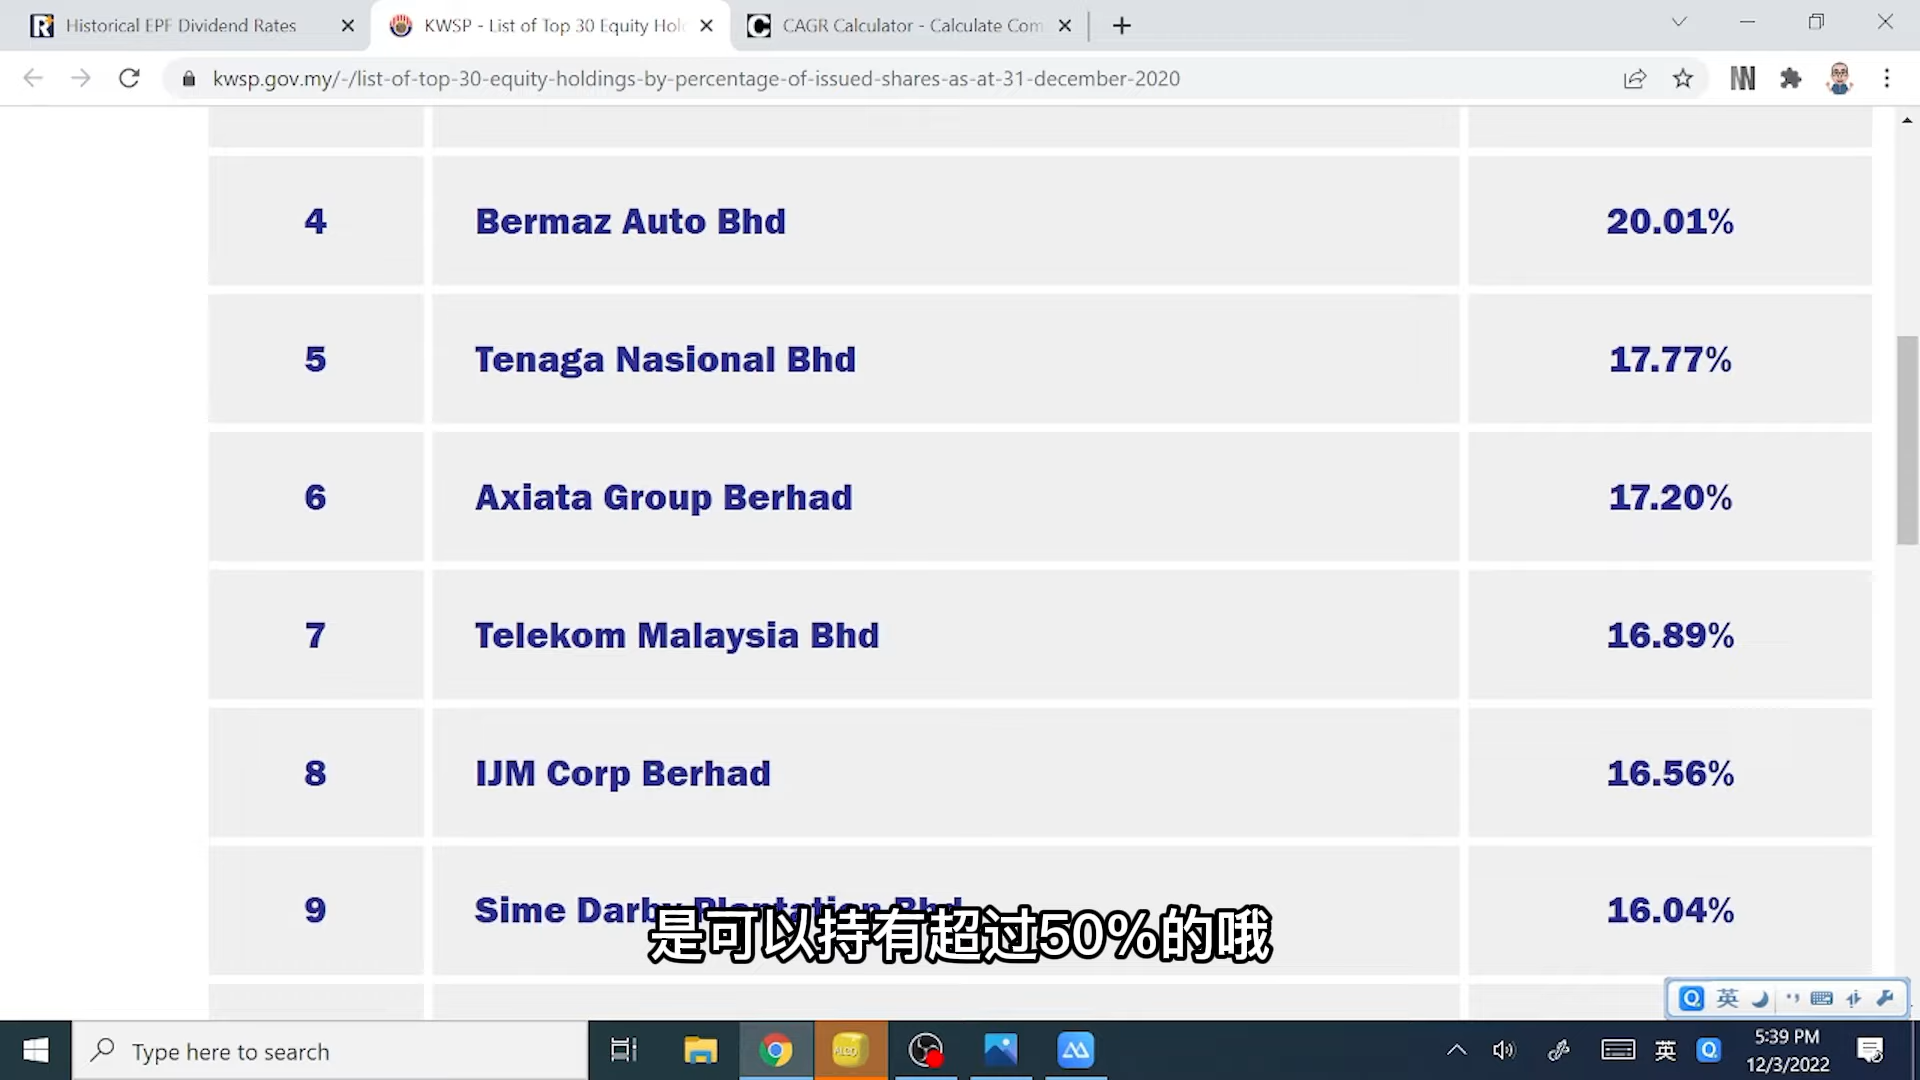 Historical EPF Dividend Rates
KWSP - List of Top 30 Equity Hol
CAGR Calculator - Calculate Com
kwsp.gov.my/-/list-of-top-30-equity-holdings-by-percentage-of-issued-shares-as-at-31-december-2020
4 Bermaz Auto Bhd 20.01%
5 Tenaga Nasional Bhd 17.77%
6 Axiata Group Berhad 17.20%
7 Telekom Malaysia Bhd 16.89%
8 IJM Corp Berhad 16.56%
9 Sime Darby Plantation Bhd 16.04%
是可以持有超过50%的哦
英
Type here to search
英
5:39 PM
12/3/2022